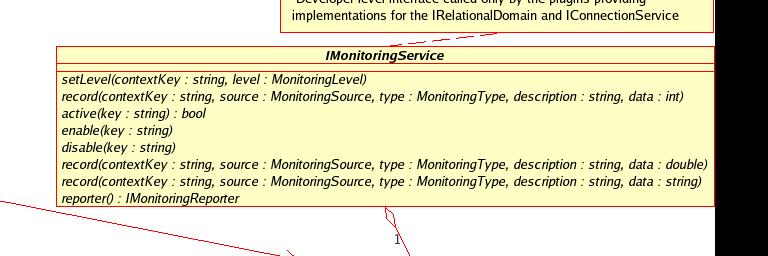 Developer level interface called only by the plugins providing
implementations for the IRelationalDomain and IConnectionService
IMonitoringService
setLevel(contextKey : string, level : MonitoringLevel)
record(contextKey : string, source : MonitoringSource, type : MonitoringType, description : string, data : int)
active(key : string) : bool
enable(key : string)
disable(key : string)
record(contextKey : string, source : MonitoringSource, type : MonitoringType, description : string, data : double)
record(contextKey : string, source : MonitoringSource, type : MonitoringType, description : string, data : string)
reporter() : IMonitoringReporter
1